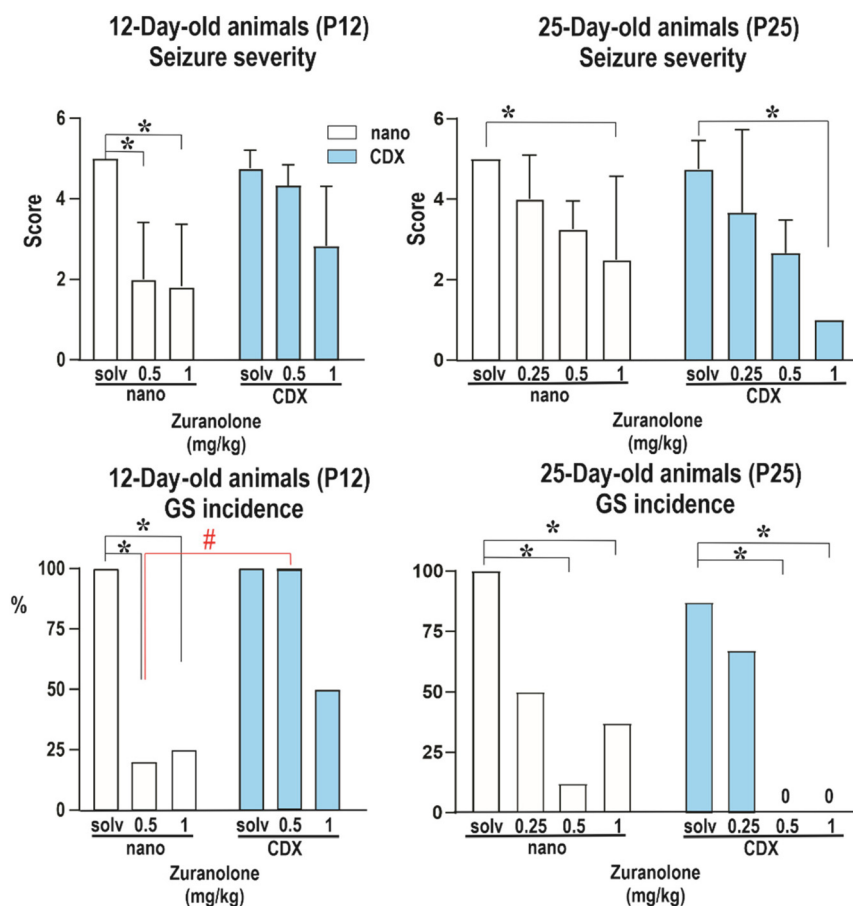 12-Day-old animals (P12)
Seizure severity
6
4
2
0
Score
*
*
nano
CDX
solv 0.5 1
nano
solv 0.5 1
CDX
Zuranolone
(mg/kg)
25-Day-old animals (P25)
Seizure severity
6
4
2
0
Score
*
*
solv 0.25 0.5 1
nano
solv 0.25 0.5 1
CDX
Zuranolone
(mg/kg)
12-Day-old animals (P12)
GS incidence
*
*
#
100
75
50
25
0
%
solv 0.5 1
nano
solv 0.5 1
CDX
Zuranolone
(mg/kg)
25-Day-old animals (P25)
GS incidence
*
*
*
*
100
75
50
25
0
0 0
solv 0.25 0.5 1
nano
solv 0.25 0.5 1
CDX
Zuranolone
(mg/kg)